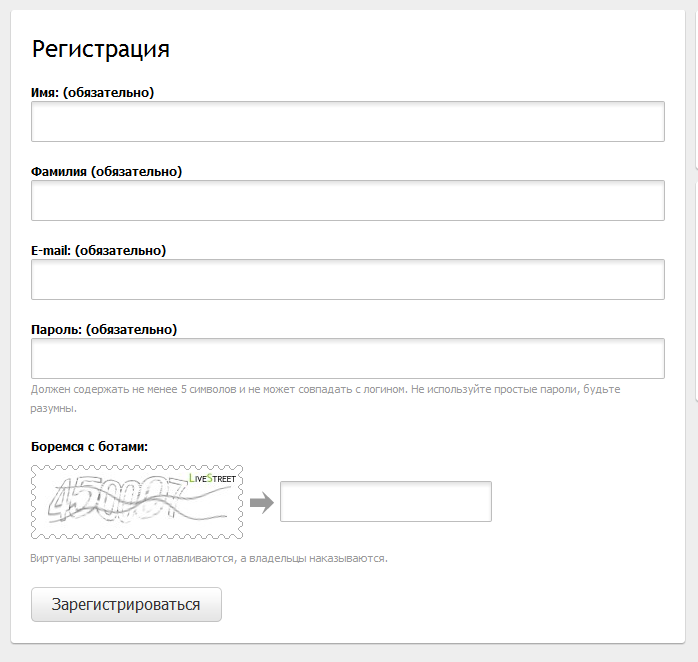 Регистрация
Имя: (обязательно)
Фамилия (обязательно)
E-mail: (обязательно)
Пароль: (обязательно)
Должен содержать не менее 5 символов и не может совпадать с логином. Не используйте простые пароли, будьте
разумны.
Боремся с ботами:
LIVESTREET
Виртуалы запрещены и отлавливаются, а владельцы наказываются.
Зарегистрироваться